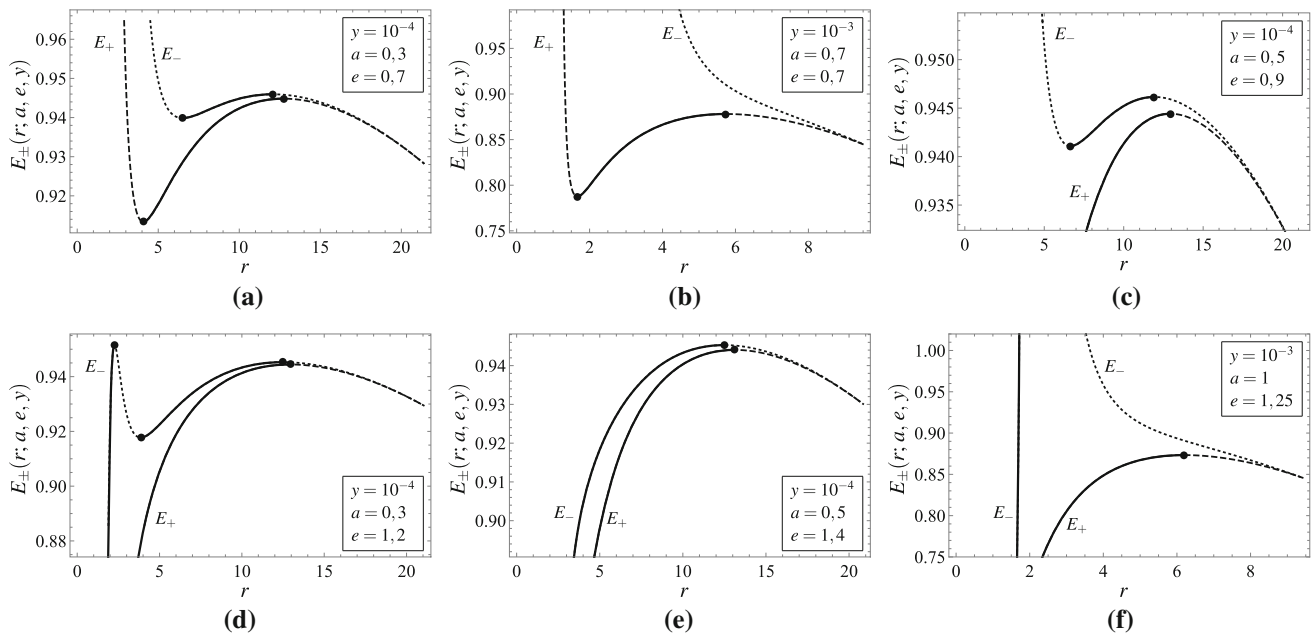 E±(r; a, e, y)
0.96
0.95
0.94
0.93
0.92
E+
E−
y = 10⁻⁴
a = 0,3
e = 0,7
0 5 10 15 20
r
(a)
E±(r; a, e, y)
0.95
0.90
0.85
0.80
0.75
E+
E−
y = 10⁻³
a = 0,7
e = 0,7
0 2 4 6 8
r
(b)
E±(r; a, e, y)
0.950
0.945
0.940
0.935
E−
E+
y = 10⁻⁴
a = 0,5
e = 0,9
0 5 10 15 20
r
(c)
E±(r; a, e, y)
0.94
0.92
0.90
0.88
E−
E+
y = 10⁻⁴
a = 0,3
e = 1,2
0 5 10 15 20
r
(d)
E±(r; a, e, y)
0.94
0.93
0.92
0.91
0.90
E−
E+
y = 10⁻⁴
a = 0,5
e = 1,4
0 5 10 15 20
r
(e)
E±(r; a, e, y)
1.00
0.95
0.90
0.85
0.80
0.75
E−
E−
E+
y = 10⁻³
a = 1
e = 1,25
0 2 4 6 8
r
(f)